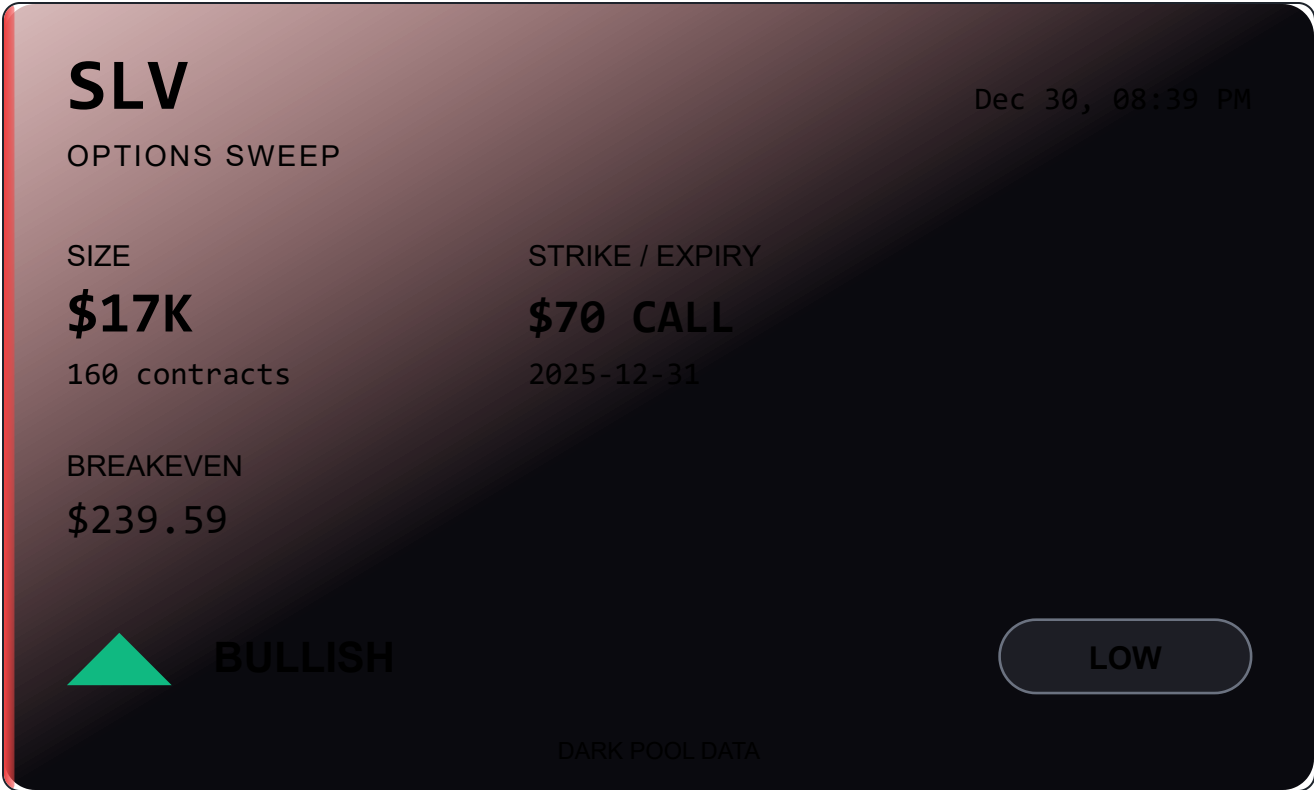 SLV
Dec 30, 08:39 PM
OPTIONS SWEEP
SIZE
$17K
160 contracts
STRIKE / EXPIRY
$70 CALL
2025-12-31
BREAKEVEN
$239.59
BULLISH
LOW
DARK POOL DATA